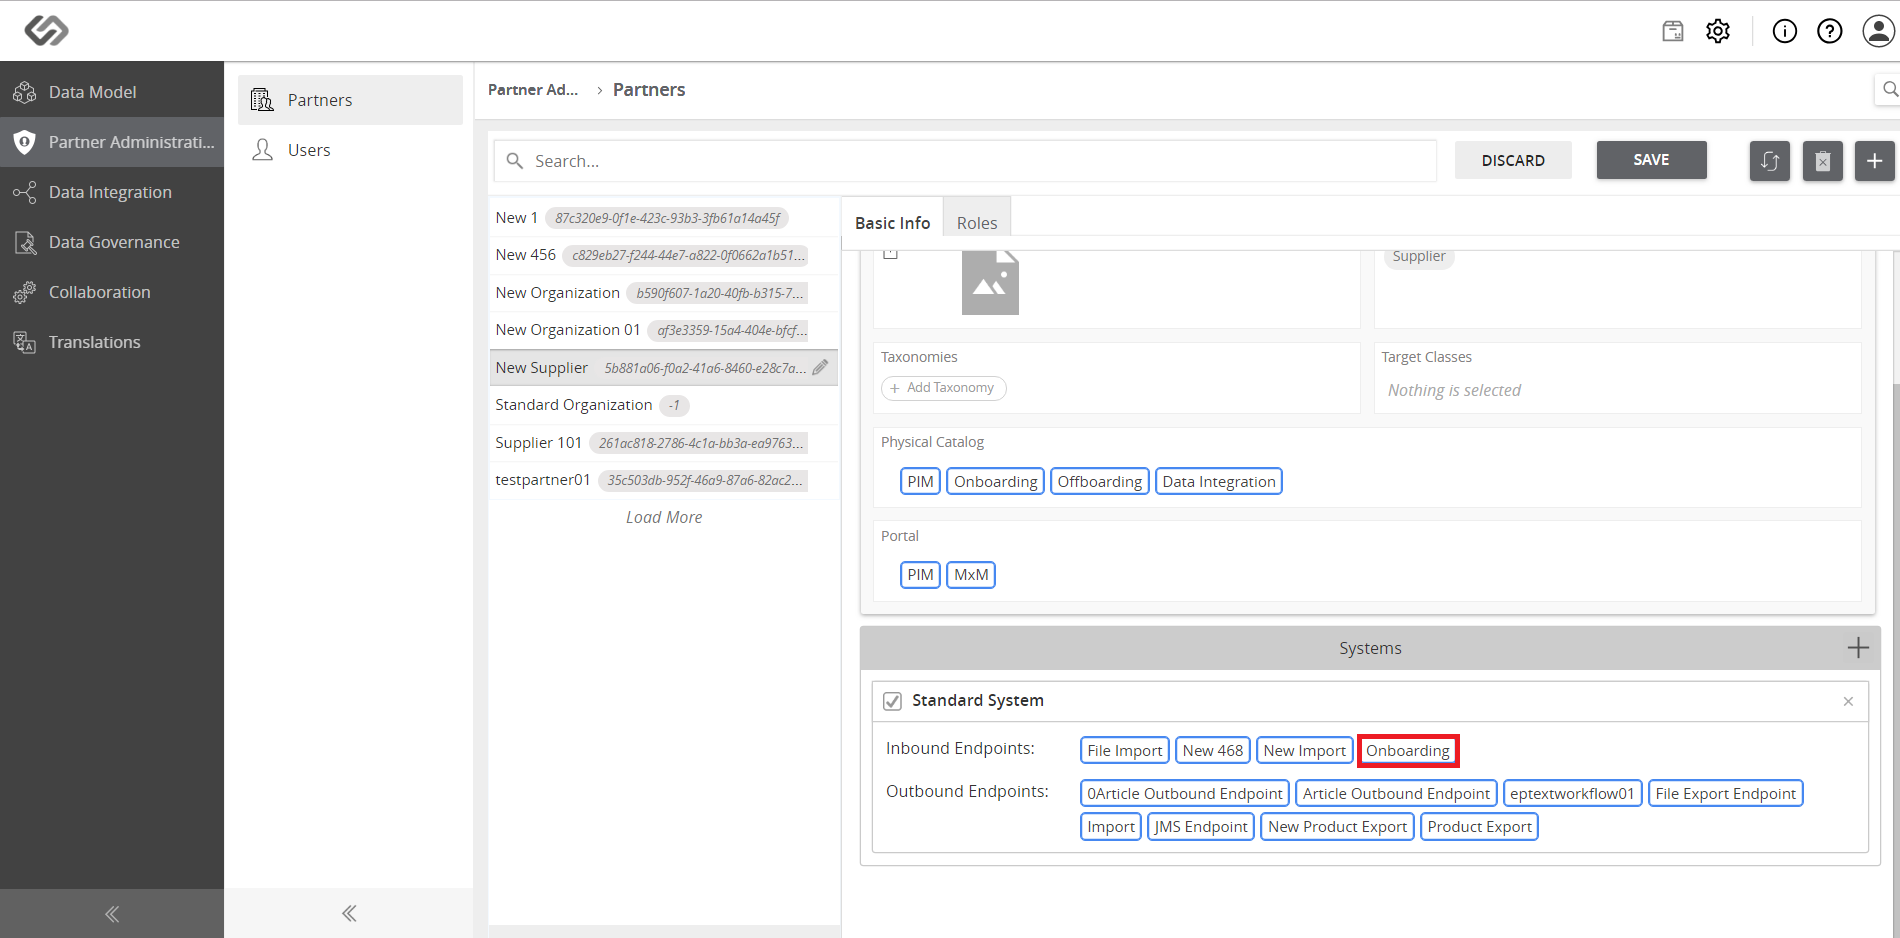 Data Model
Partner Administrati...
Data Integration
Data Governance
Collaboration
Translations
Partners
Users
Partner Ad... › Partners
Search...
DISCARD
SAVE
New 1 87c320e9-0f1e-423c-93b3-3fb61a14a45f
New 456 c829eb27-f244-44e7-a822-0f0662a1b51...
New Organization b590f607-1a20-40fb-b315-7...
New Organization 01 af3e3359-15a4-404e-bfcf...
New Supplier 5b881a06-f0a2-41a6-8460-e28c7a...
Standard Organization -1
Supplier 101 261ac818-2786-4c1a-bb3a-ea9763...
testpartner01 35c503db-952f-46a9-87a6-82ac2...
Load More
Basic Info Roles
Supplier
Taxonomies
+ Add Taxonomy
Target Classes
Nothing is selected
Physical Catalog
PIM Onboarding Offboarding Data Integration
Portal
PIM MxM
Systems
Standard System
Inbound Endpoints: File Import New 468 New Import Onboarding
Outbound Endpoints: 0Article Outbound Endpoint Article Outbound Endpoint eptextworkflow01 File Export Endpoint
Import JMS Endpoint New Product Export Product Export